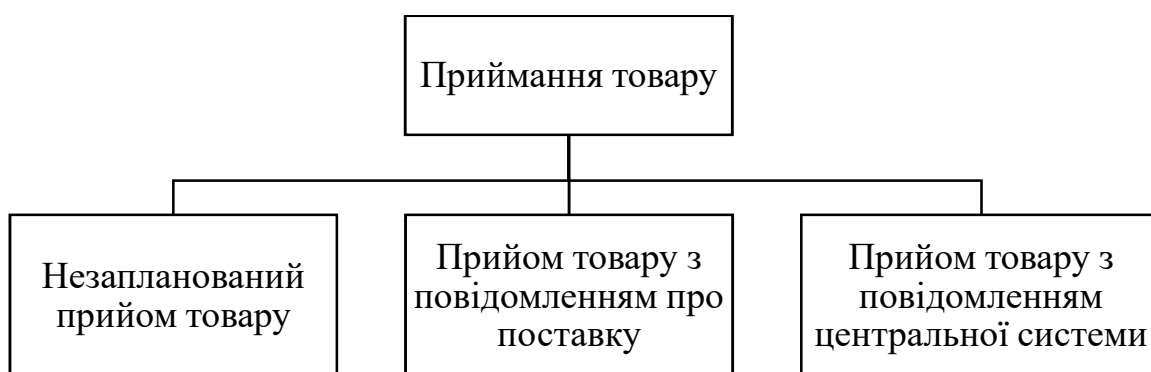 Приймання товару
Незапланований
прийом товару
Прийом товару з
повідомленням про
поставку
Прийом товару з
повідомленням
центральної системи